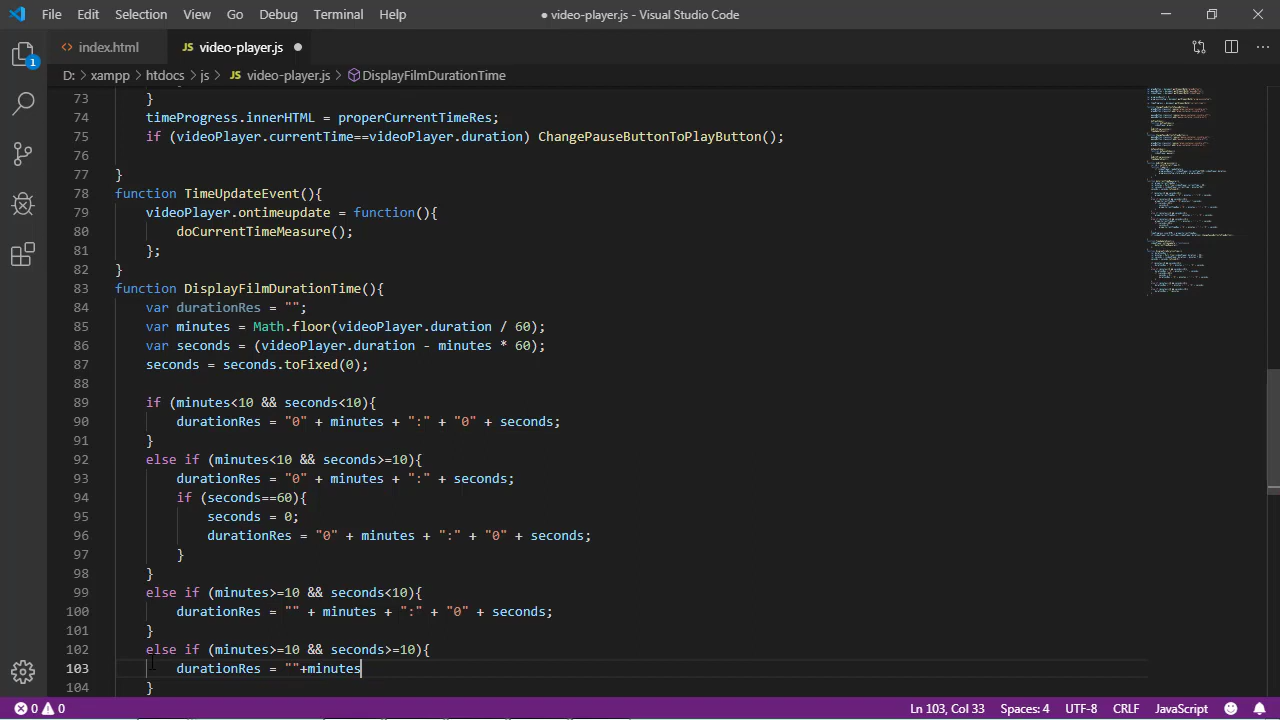 File Edit Selection View Go Debug Terminal Help
● video-player.js - Visual Studio Code
<> index.html
JS video-player.js ●
D: > xampp > htdocs > js > JS video-player.js > DisplayFilmDurationTime
1
73 }
74 timeProgress.innerHTML = properCurrentTimeRes;
75 if (videoPlayer.currentTime==videoPlayer.duration) ChangePauseButtonToPlayButton();
76
77 }
78 function TimeUpdateEvent(){
79 videoPlayer.ontimeupdate = function(){
80 doCurrentTimeMeasure();
81 };
82 }
83 function DisplayFilmDurationTime(){
84 var durationRes = "";
85 var minutes = Math.floor(videoPlayer.duration / 60);
86 var seconds = (videoPlayer.duration - minutes * 60);
87 seconds = seconds.toFixed(0);
88
89 if (minutes<10 && seconds<10){
90 durationRes = "0" + minutes + ":" + "0" + seconds;
91 }
92 else if (minutes<10 && seconds>=10){
93 durationRes = "0" + minutes + ":" + seconds;
94 if (seconds==60){
95 seconds = 0;
96 durationRes = "0" + minutes + ":" + "0" + seconds;
97 }
98 }
99 else if (minutes>=10 && seconds<10){
100 durationRes = "" + minutes + ":" + "0" + seconds;
101 }
102 else if (minutes>=10 && seconds>=10){
103 durationRes = ""+minutes
104 }
0 0 Ln 103, Col 33 Spaces: 4 UTF-8 CRLF JavaScript